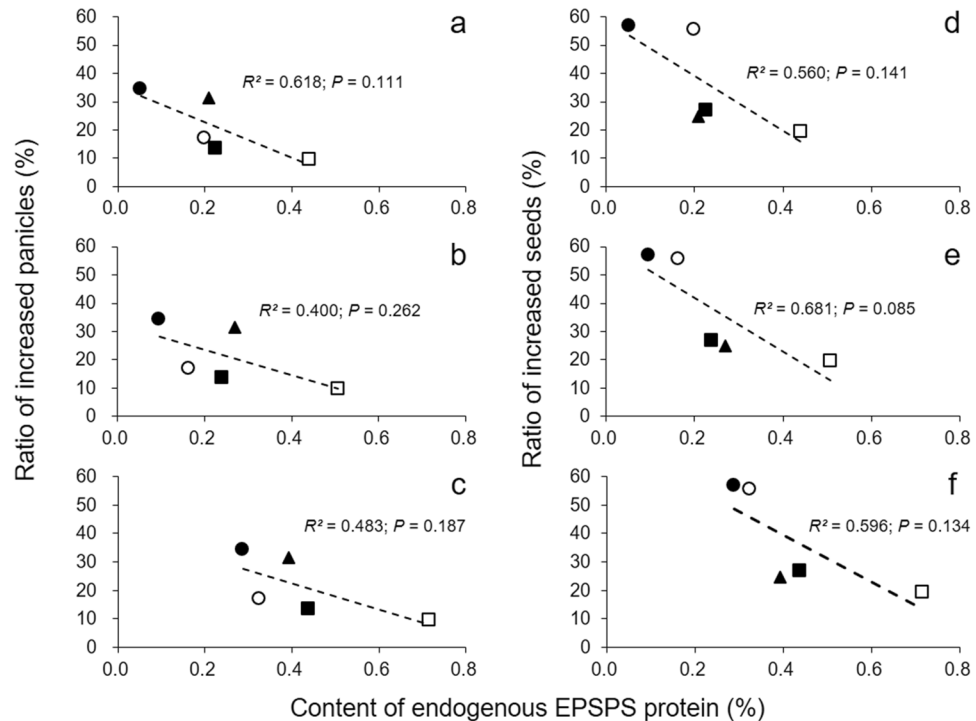 Ratio of increased panicles (%)
a
60
50
40
30
20
10
0
R² = 0.618; P = 0.111
0.0 0.2 0.4 0.6 0.8
b
60
50
40
30
20
10
0
R² = 0.400; P = 0.262
0.0 0.2 0.4 0.6 0.8
c
60
50
40
30
20
10
0
R² = 0.483; P = 0.187
0.0 0.2 0.4 0.6 0.8
Ratio of increased seeds (%)
d
60
50
40
30
20
10
0
R² = 0.560; P = 0.141
0.0 0.2 0.4 0.6 0.8
e
60
50
40
30
20
10
0
R² = 0.681; P = 0.085
0.0 0.2 0.4 0.6 0.8
f
60
50
40
30
20
10
0
R² = 0.596; P = 0.134
0.0 0.2 0.4 0.6 0.8
Content of endogenous EPSPS protein (%)